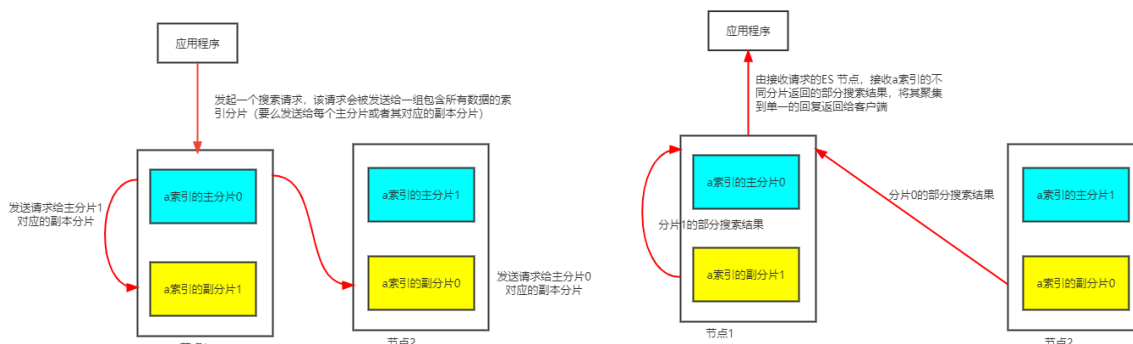 应用程序
发起一个搜索请求，该请求会被发送给一组包含所有数据的索
引分片（要么发送给每个主分片或者其对应的副本分片）
a索引的主分片0
a索引的主分片1
发送请求给主分片1
对应的副本分片
a索引的副分片1
a索引的副分片0
发送请求给主分片0
对应的副本分片
节点2
应用程序
由接收请求的ES 节点，接收a索引的不
同分片返回的部分搜索结果，将其聚集
到单一的回复返回给客户端
a索引的主分片0
a索引的主分片1
分片1的部分搜索结果
分片0的部分搜索结果
a索引的副分片1
a索引的副分片0
节点1
节点2